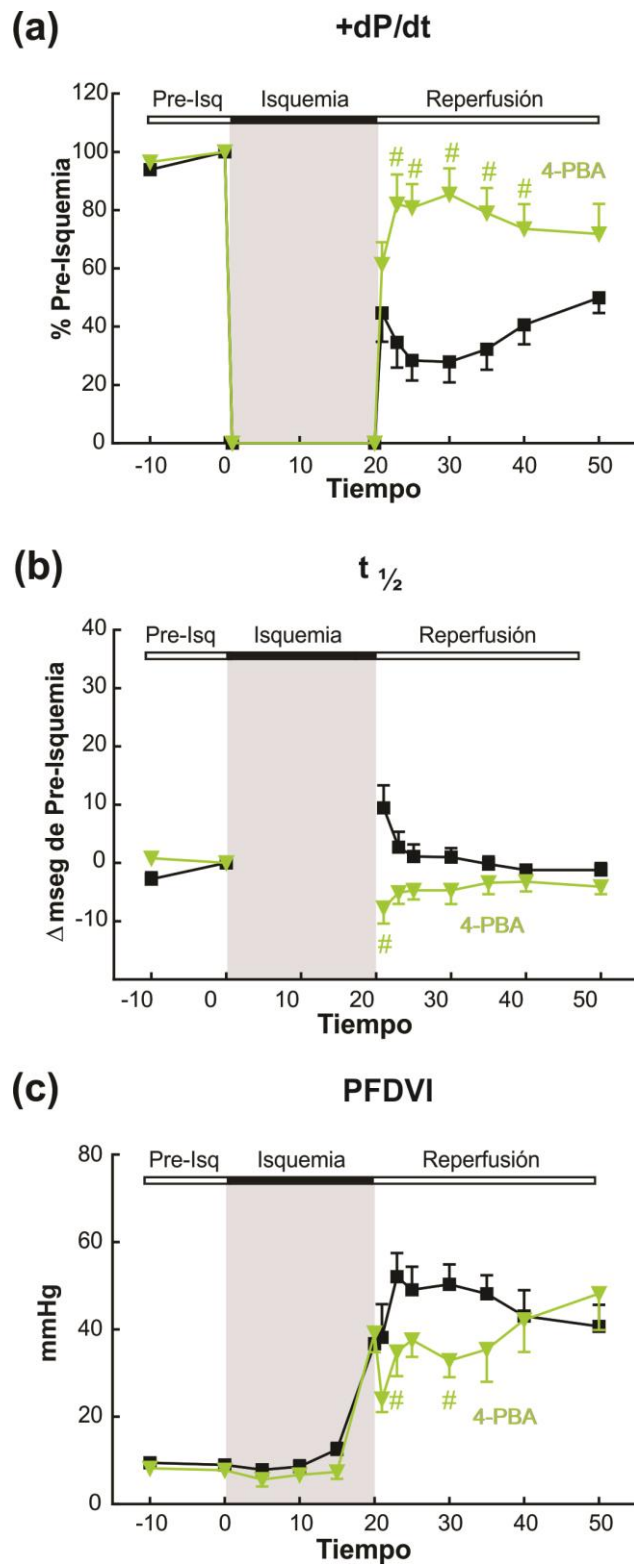 (a)
+dP/dt
Pre-Isq Isquemia Reperfusión
120
100
80
60
40
20
0
% Pre-Isquemia
# # # # #
4-PBA
-10 0 10 20 30 40 50
Tiempo
(b)
t ½
Pre-Isq Isquemia Reperfusión
40
30
20
10
0
-10
Δ mseg de Pre-Isquemia
4-PBA
#
-10 0 10 20 30 40 50
Tiempo
(c)
PFDVI
Pre-Isq Isquemia Reperfusión
80
60
40
20
0
mmHg
# #
4-PBA
-10 0 10 20 30 40 50
Tiempo